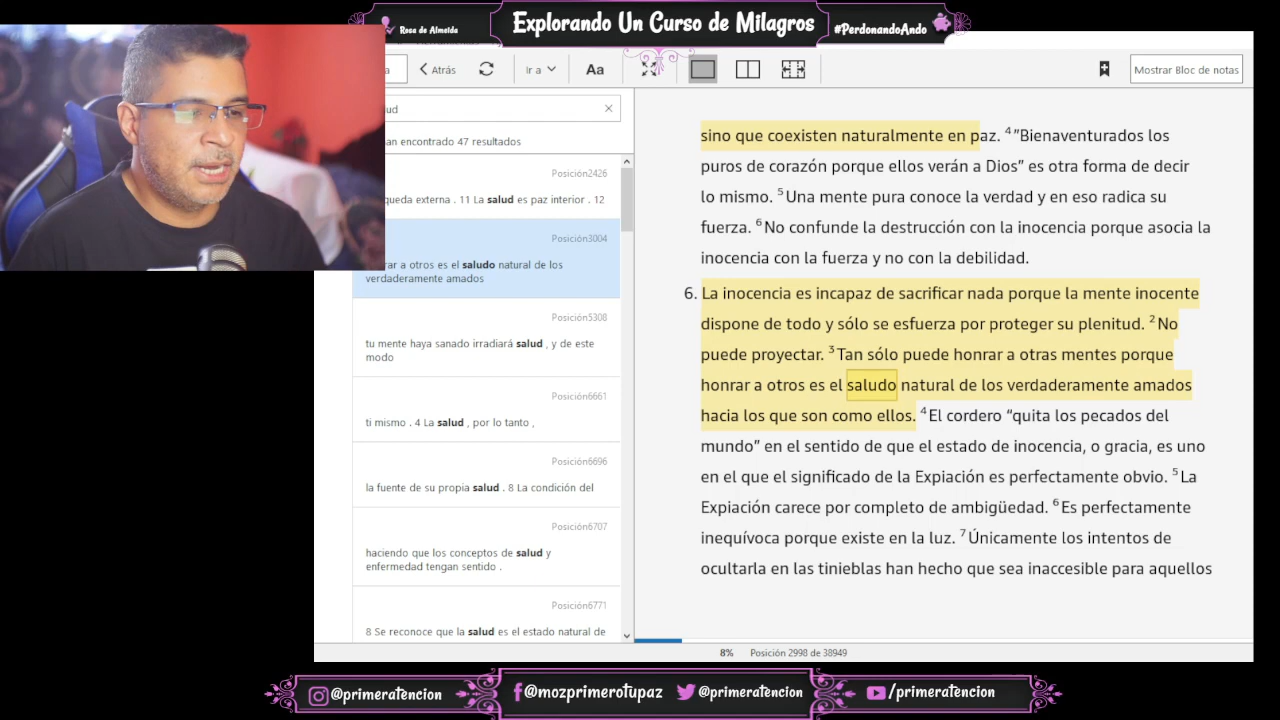 Rosa de Almeida
Explorando Un Curso de Milagros
#PerdonandoAndo
a
Atrás
Ir a
Aa
Mostrar Bloc de notas
ud
an encontrado 47 resultados
Posición2426
queda externa . 11 La salud es paz interior . 12
Posición3004
rar a otros es el saludo natural de los
verdaderamente amados
Posición5308
tu mente haya sanado irradiará salud , y de este
modo
Posición6661
ti mismo . 4 La salud , por lo tanto ,
Posición6696
la fuente de su propia salud . 8 La condición del
Posición6707
haciendo que los conceptos de salud y
enfermedad tengan sentido .
Posición6771
8 Se reconoce que la salud es el estado natural de
sino que coexisten naturalmente en paz. 4 "Bienaventurados los
puros de corazón porque ellos verán a Dios" es otra forma de decir
lo mismo. 5 Una mente pura conoce la verdad y en eso radica su
fuerza. 6 No confunde la destrucción con la inocencia porque asocia la
inocencia con la fuerza y no con la debilidad.
6. La inocencia es incapaz de sacrificar nada porque la mente inocente
dispone de todo y sólo se esfuerza por proteger su plenitud. 2 No
puede proyectar. 3 Tan sólo puede honrar a otras mentes porque
honrar a otros es el saludo natural de los verdaderamente amados
hacia los que son como ellos. 4 El cordero "quita los pecados del
mundo" en el sentido de que el estado de inocencia, o gracia, es uno
en el que el significado de la Expiación es perfectamente obvio. 5 La
Expiación carece por completo de ambigüedad. 6 Es perfectamente
inequívoca porque existe en la luz. 7 Únicamente los intentos de
ocultarla en las tinieblas han hecho que sea inaccesible para aquellos
8% Posición 2998 de 38949
@primeratencion
@mozprimerotupaz
@primeratencion
/primeratencion